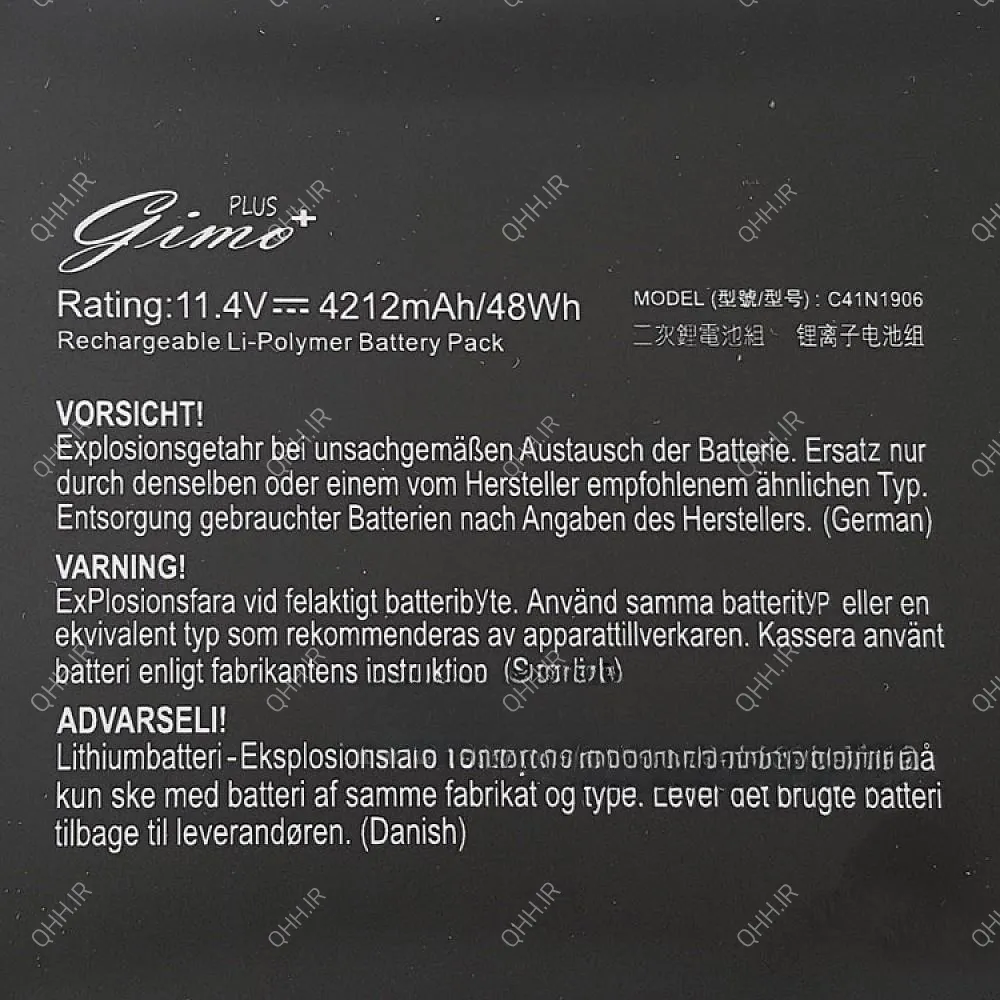 Gimo PLUS+
Rating:11.4V⎓ 4212mAh/48Wh
Rechargeable Li-Polymer Battery Pack
MODEL (型號/型号) : C41N1906
二次鋰電池組 锂离子电池组
VORSICHT!
Explosionsgetahr bei unsachgemäßen Austausch der Batterie. Ersatz nur
durch denselben oder einem vom Hersteller empfohlenem ähnlichen Typ.
Entsorgung gebrauchter Batterien nach Angaben des Herstellers. (German)
VARNING!
ExPlosionsfara vid felaktigt batteribyte. Använd samma batterityP eller en
ekvivalent typ som rekommenderas av apparattillverkaren. Kassera använt
batteri enligt fabrikantens instruktion
ADVARSELI!
Lithiumbatteri-Eksplosions
kun ske med batteri af samme fabrikat og type. Lever det brugte batteri
tilbage til leverandøren. (Danish)
QHH.IR